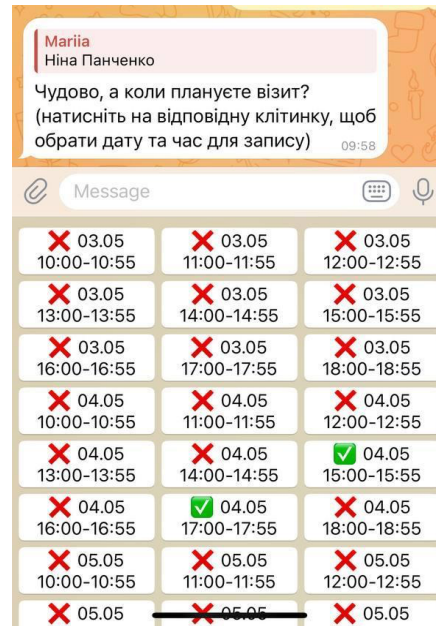 Mariia
Ніна Панченко
Чудово, а коли плануєте візит?
(натисніть на відповідну клітинку, щоб
обрати дату та час для запису) 09:58
Message
❌ 03.05 ❌ 03.05 ❌ 03.05
10:00-10:55 11:00-11:55 12:00-12:55
❌ 03.05 ❌ 03.05 ❌ 03.05
13:00-13:55 14:00-14:55 15:00-15:55
❌ 03.05 ❌ 03.05 ❌ 03.05
16:00-16:55 17:00-17:55 18:00-18:55
❌ 04.05 ❌ 04.05 ❌ 04.05
10:00-10:55 11:00-11:55 12:00-12:55
❌ 04.05 ❌ 04.05 ✅ 04.05
13:00-13:55 14:00-14:55 15:00-15:55
❌ 04.05 ✅ 04.05 ❌ 04.05
16:00-16:55 17:00-17:55 18:00-18:55
❌ 05.05 ❌ 05.05 ❌ 05.05
10:00-10:55 11:00-11:55 12:00-12:55
❌ 05.05 ❌ 05.05 ❌ 05.05